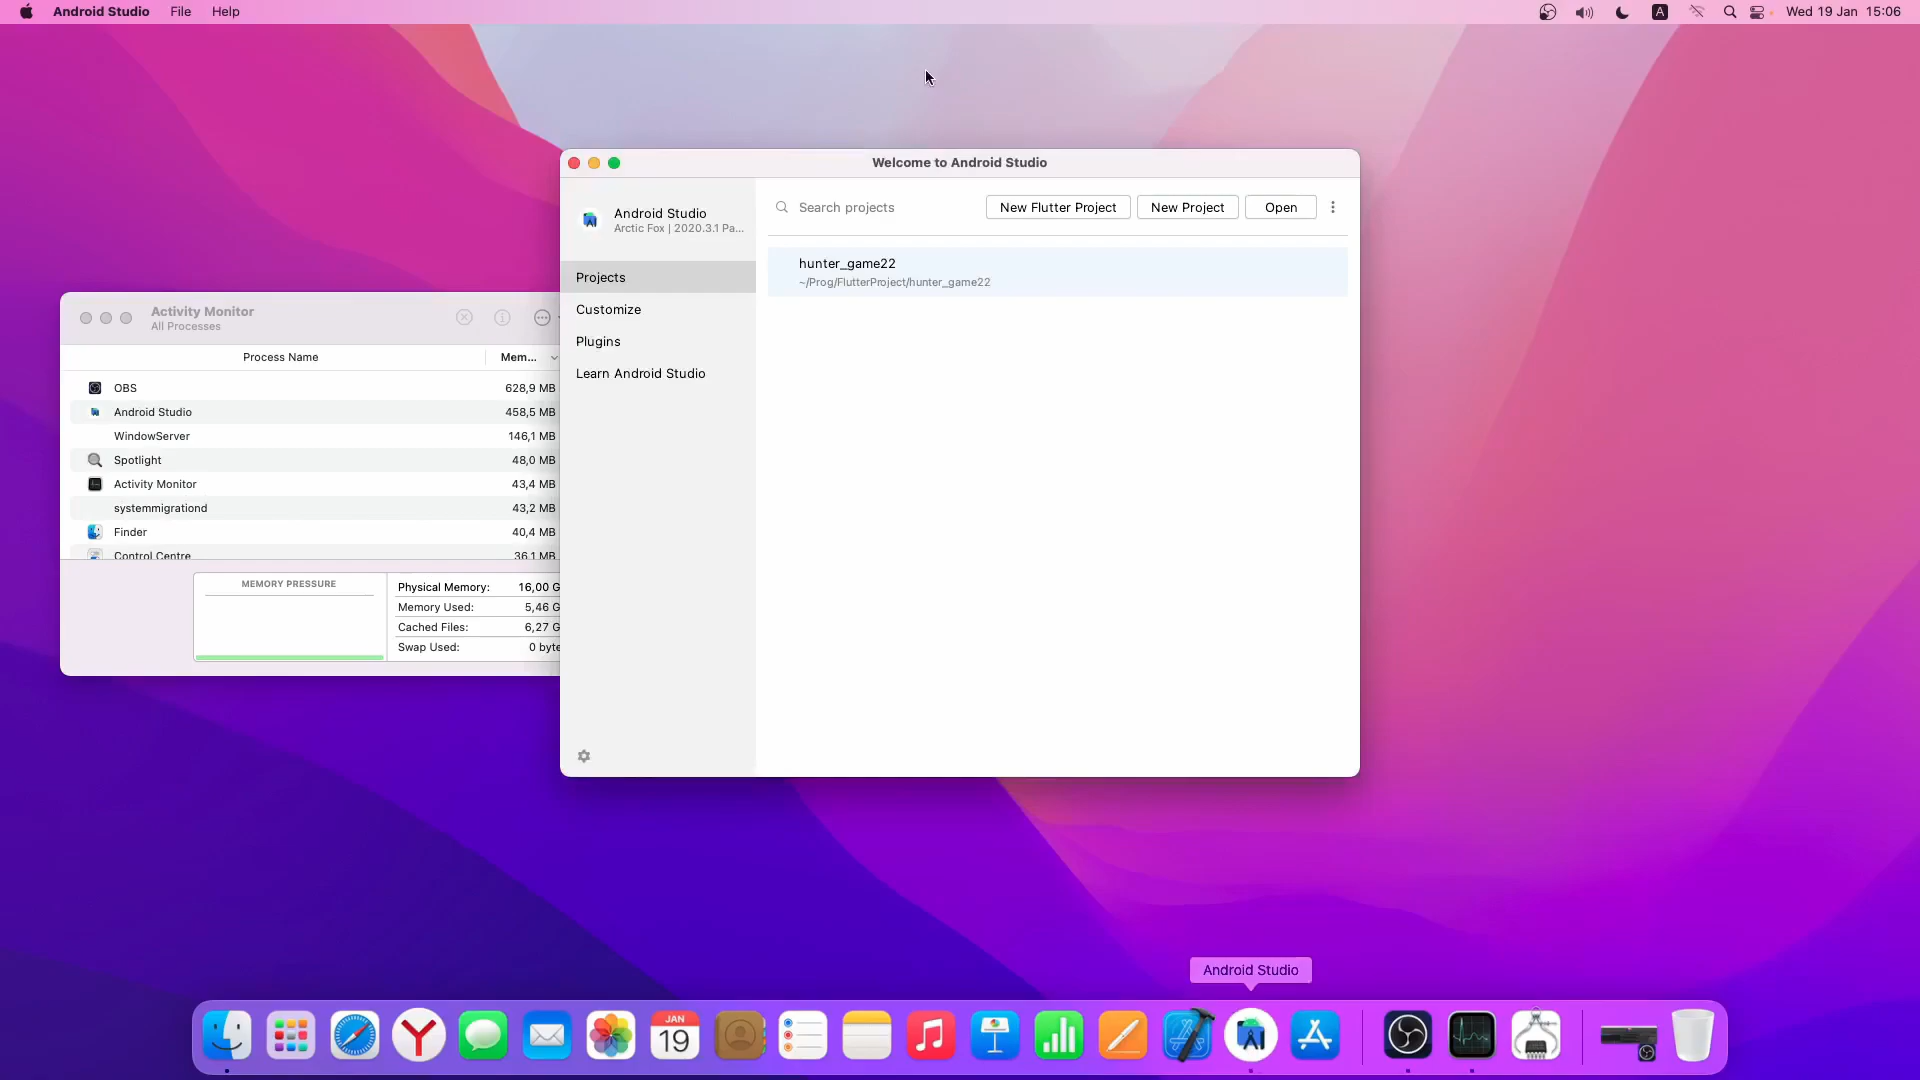 Android Studio File Help
A Wed 19 Jan 15:06
Welcome to Android Studio
Android Studio
Arctic Fox | 2020.3.1 Pa...
Search projects
New Flutter Project
New Project
Open
hunter_game22
~/Prog/FlutterProject/hunter_game22
Projects
Customize
Plugins
Learn Android Studio
Activity Monitor
All Processes
Process Name Mem...
OBS 628,9 MB
Android Studio 458,5 MB
WindowServer 146,1 MB
Spotlight 48,0 MB
Activity Monitor 43,4 MB
systemmigrationd 43,2 MB
Finder 40,4 MB
Control Centre 36,1 MB
MEMORY PRESSURE
Physical Memory: 16,00 G
Memory Used: 5,46 G
Cached Files: 6,27 G
Swap Used: 0 byte
Android Studio
JAN
19